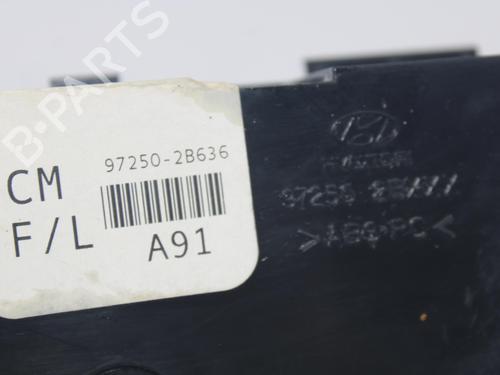 B-PARTS
97250-2B636
CM
F/L
A91
HYUNDAI
>ABS+PC<